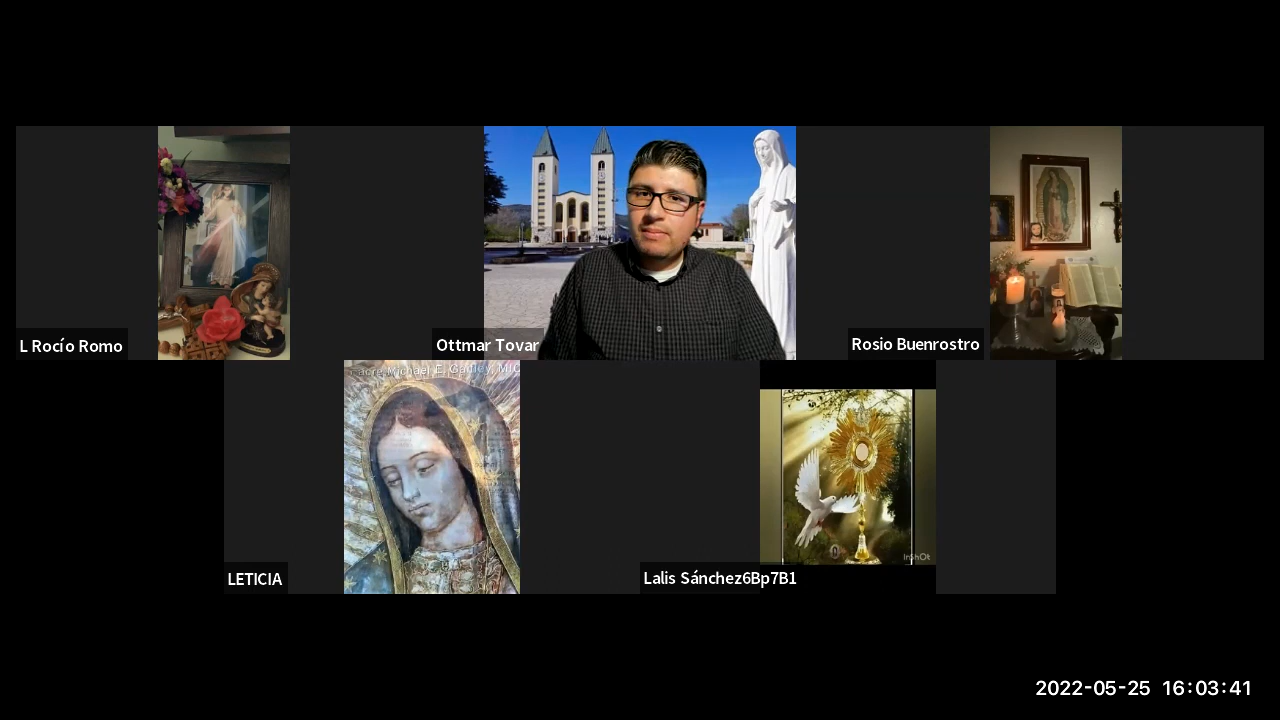 L Rocío Romo
Ottmar Tovar
Rosio Buenrostro
LETICIA
Lalis Sánchez6Bp7B1
InShOt
2022-05-25 16:03:41